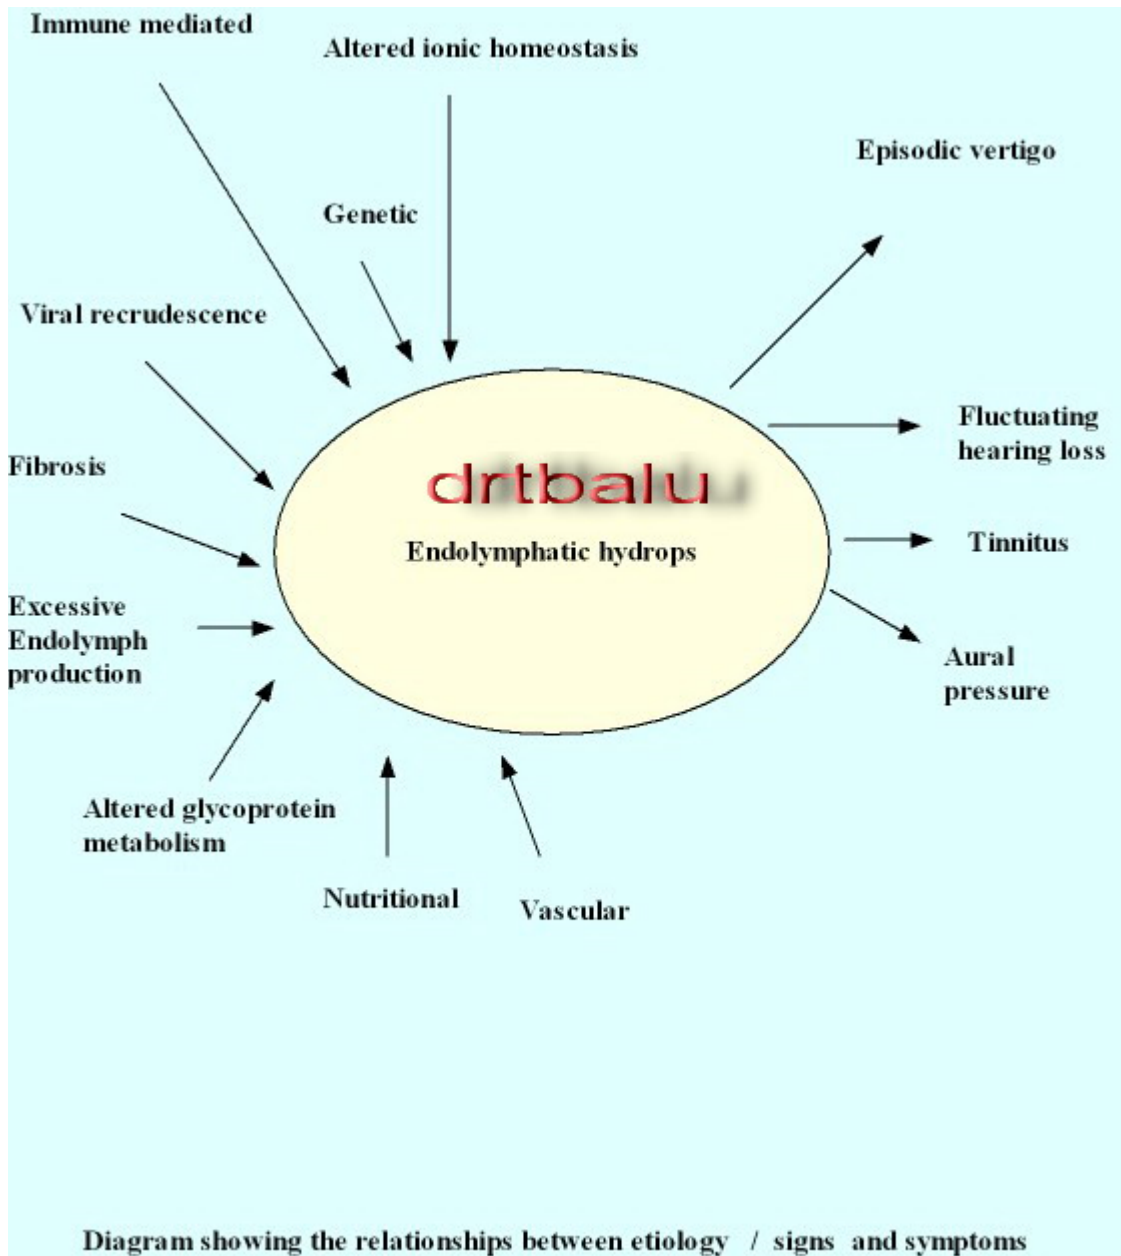 Immune mediated
Altered ionic homeostasis
Episodic vertigo
Genetic
Viral recrudescence
Fluctuating
hearing loss
Fibrosis
drtbalu
Endolymphatic hydrops
Tinnitus
Excessive
Endolymph
production
Aural
pressure
Altered glycoprotein
metabolism
Nutritional
Vascular
Diagram showing the relationships between etiology / signs and symptoms